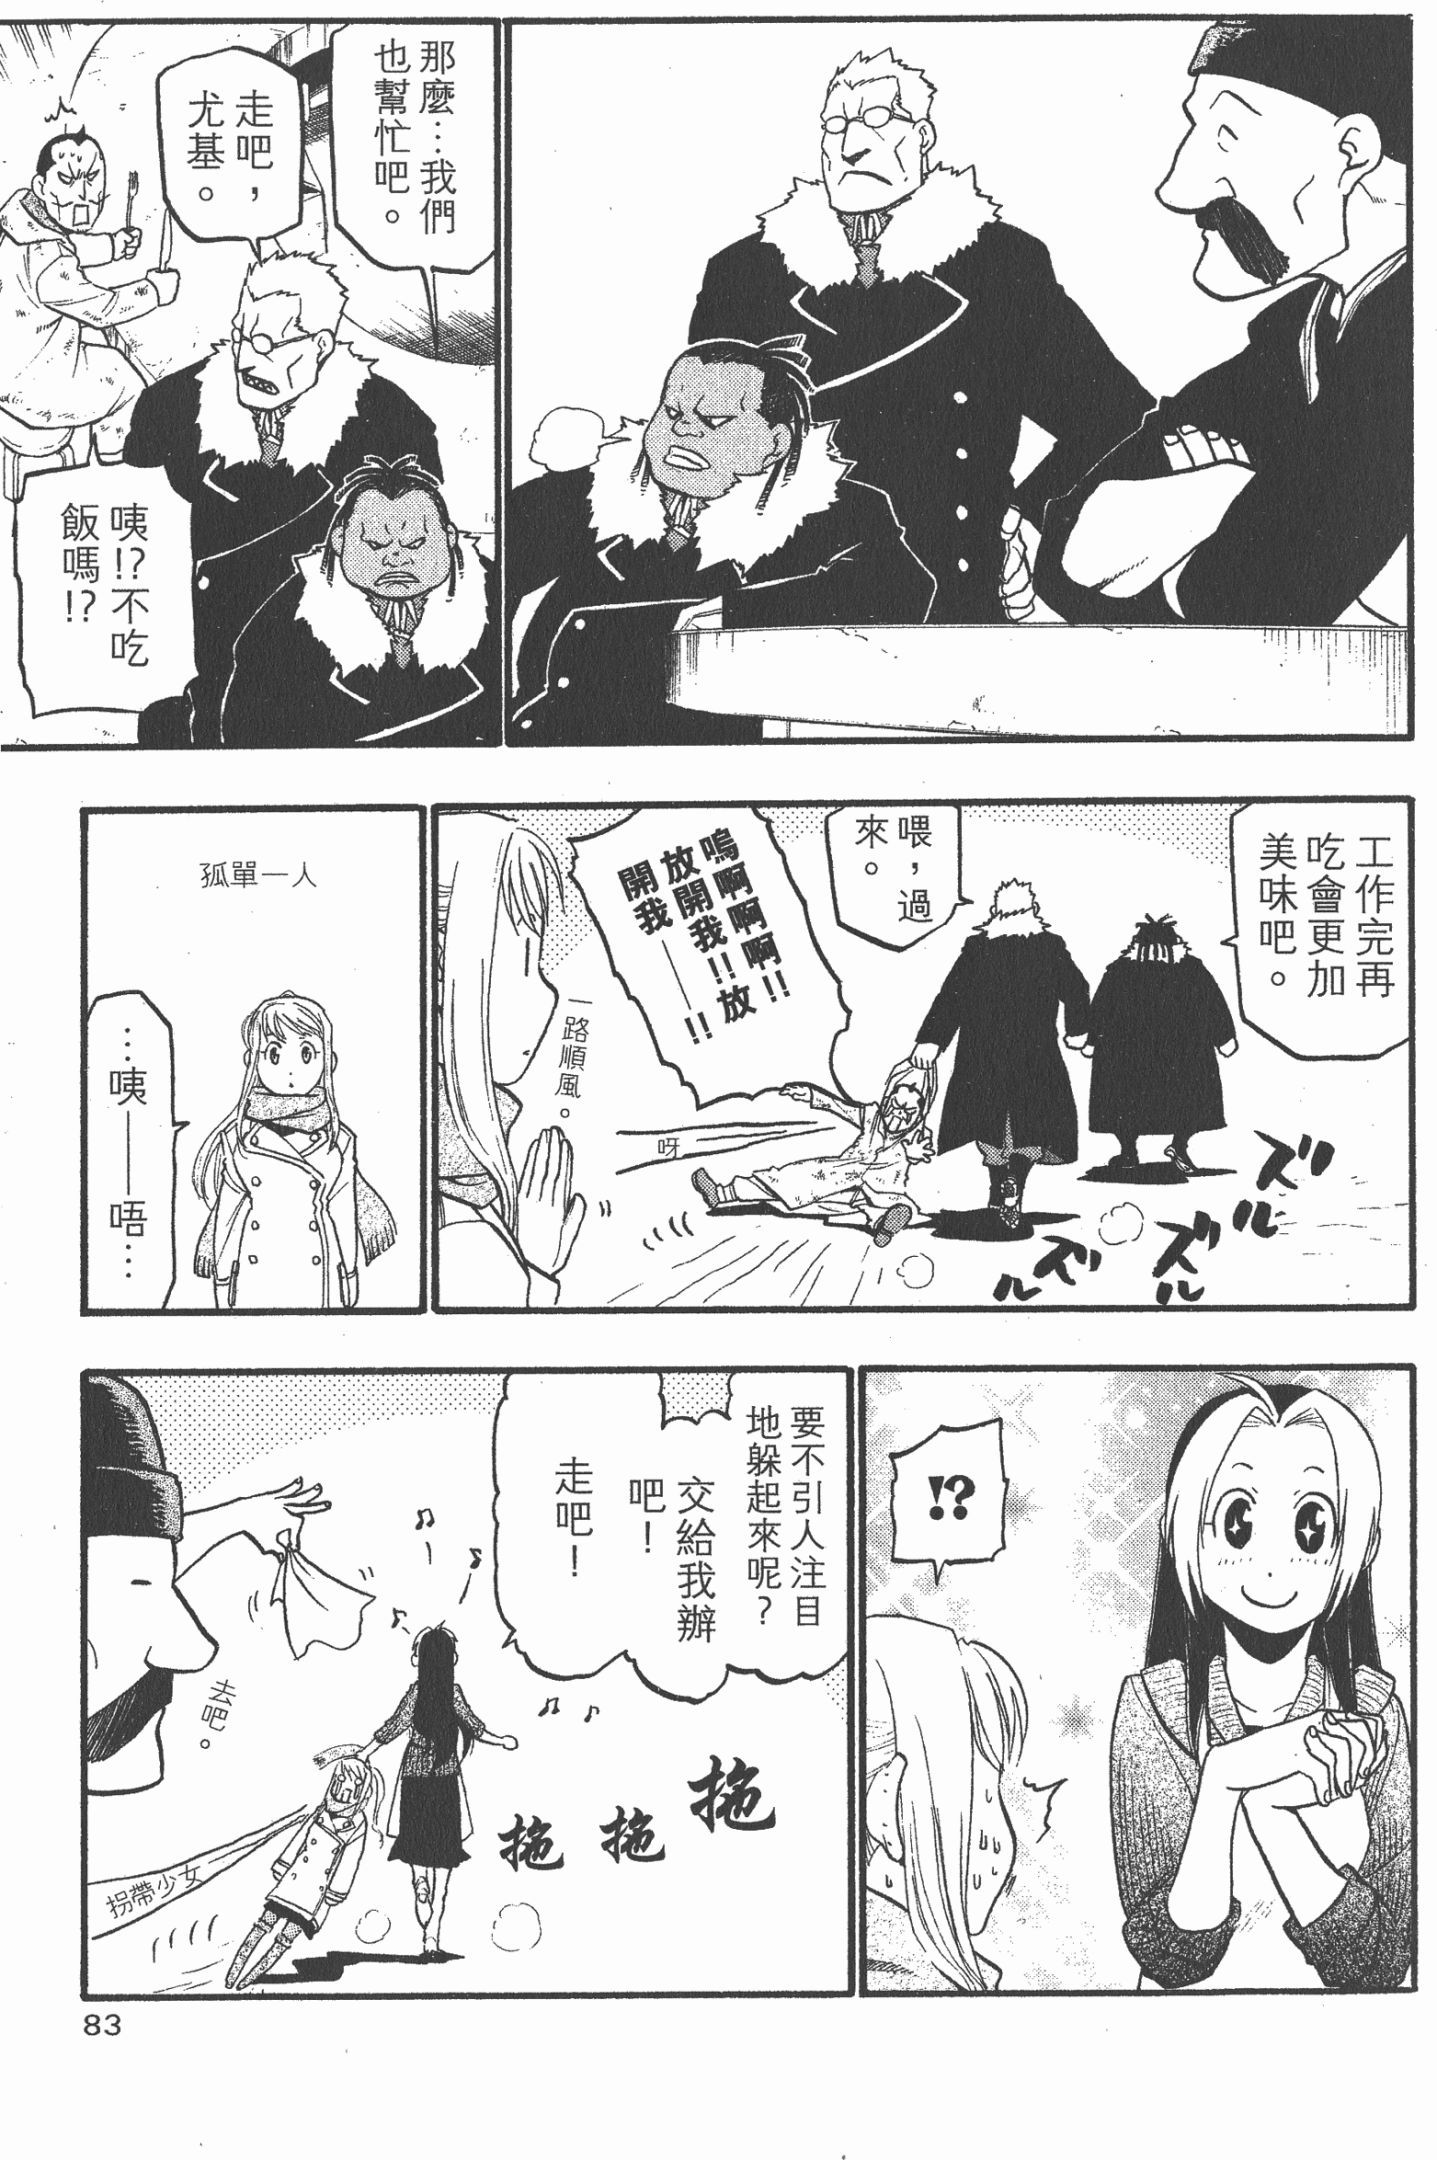 那麼…我們
也幫忙吧。
走吧，
尤基。
咦!?不吃
飯嗎!?
工作完再
吃會更加
美味吧。
喂，過
來。
嗚啊啊啊!!
放開我!!放
開我——!!
呀
一路順風。
ズル
ズル
ズル
孤單一人
…咦——唔…
!?
要不引人注目
地躲起來呢?
交給我辦
吧!
走吧!
拖
拖
拖
去吧。
拐帶少女
83